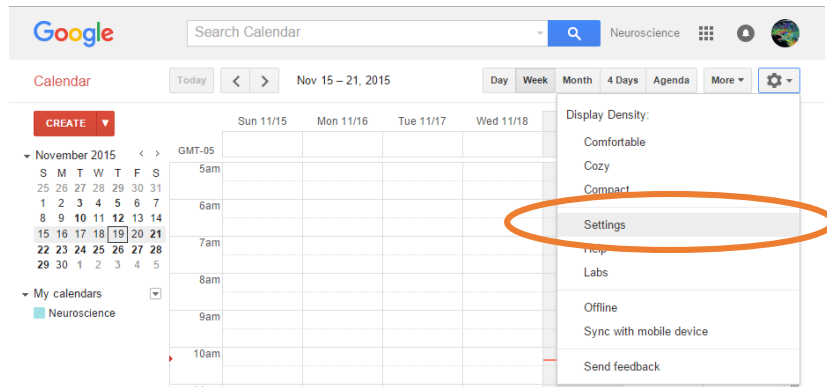 Google
Search Calendar
Neuroscience
Calendar
Today
Nov 15 – 21, 2015
Day Week Month 4 Days Agenda More
CREATE
Sun 11/15 Mon 11/16 Tue 11/17 Wed 11/18
November 2015
GMT-05
S M T W T F S
25 26 27 28 29 30 31
1 2 3 4 5 6 7
8 9 10 11 12 13 14
15 16 17 18 19 20 21
22 23 24 25 26 27 28
29 30 1 2 3 4 5
My calendars
Neuroscience
5am
6am
7am
8am
9am
10am
Display Density:
Comfortable
Cozy
Compact
Settings
Help
Labs
Offline
Sync with mobile device
Send feedback